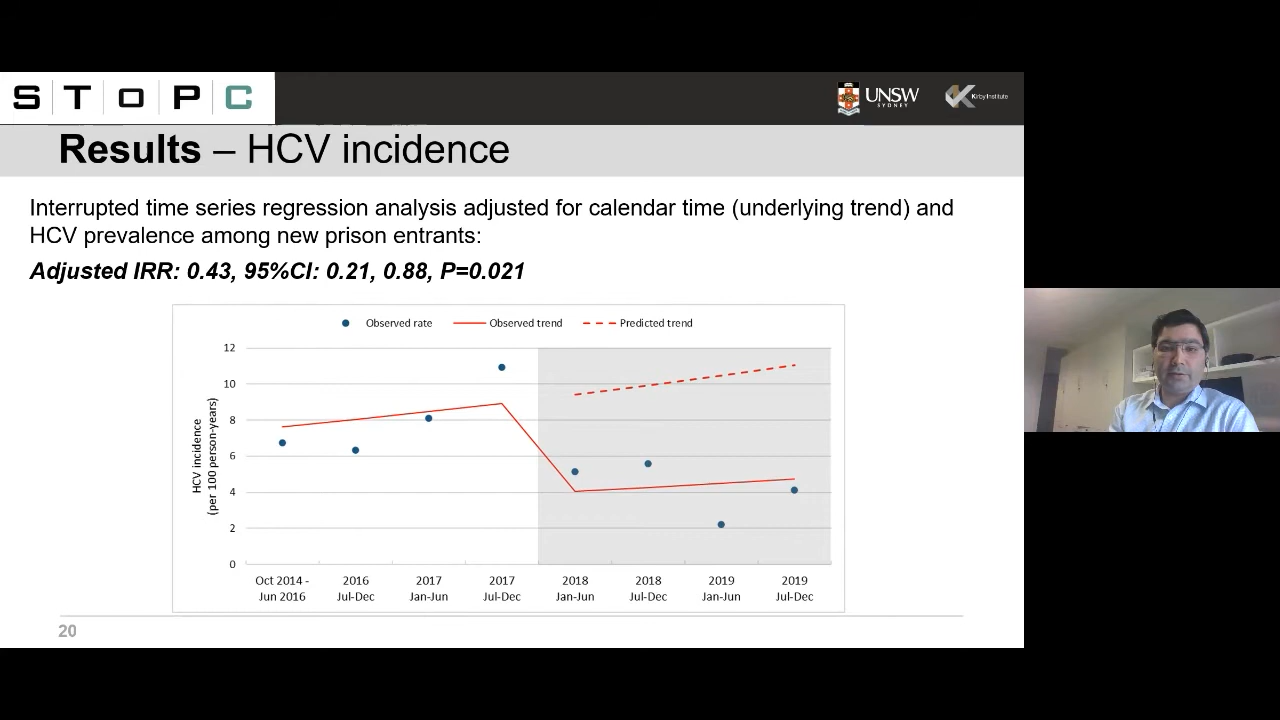 STOPC
UNSW
SYDNEY
Kirby Institute
Results – HCV incidence
Interrupted time series regression analysis adjusted for calendar time (underlying trend) and
HCV prevalence among new prison entrants:
Adjusted IRR: 0.43, 95%CI: 0.21, 0.88, P=0.021
Observed rate Observed trend Predicted trend
HCV incidence
(per 100 person-years)
12
10
8
6
4
2
0
Oct 2014 - 2016 2017 2017 2018 2018 2019 2019
Jun 2016 Jul-Dec Jan-Jun Jul-Dec Jan-Jun Jul-Dec Jan-Jun Jul-Dec
20